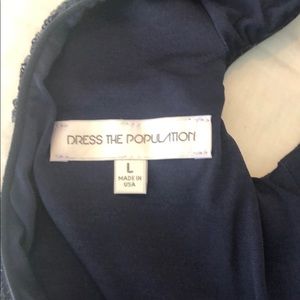 DRESS THE POPULATION
L
MADE IN
USA